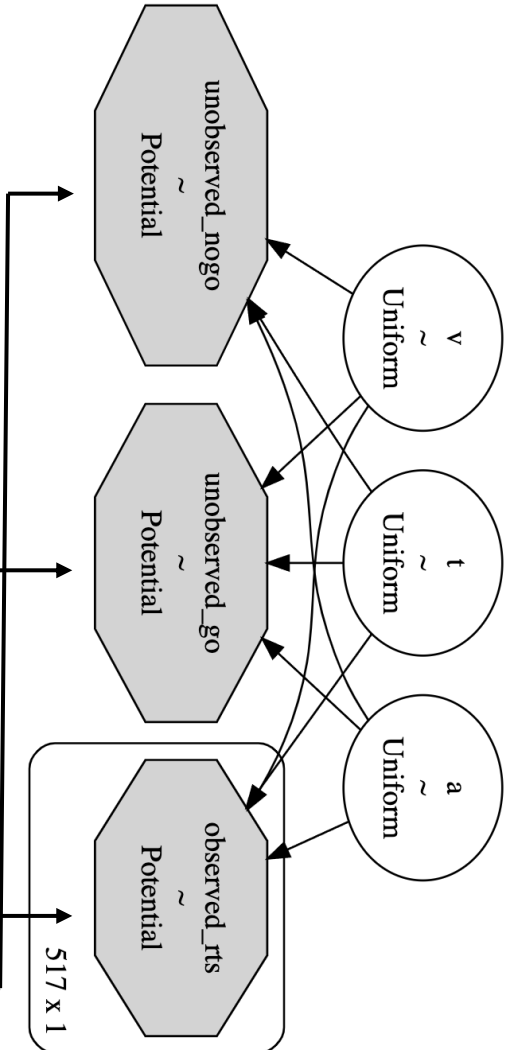 v
~
Uniform
t
~
Uniform
a
~
Uniform
unobserved_nogo
~
Potential
unobserved_go
~
Potential
observed_rts
~
Potential
517 x 1